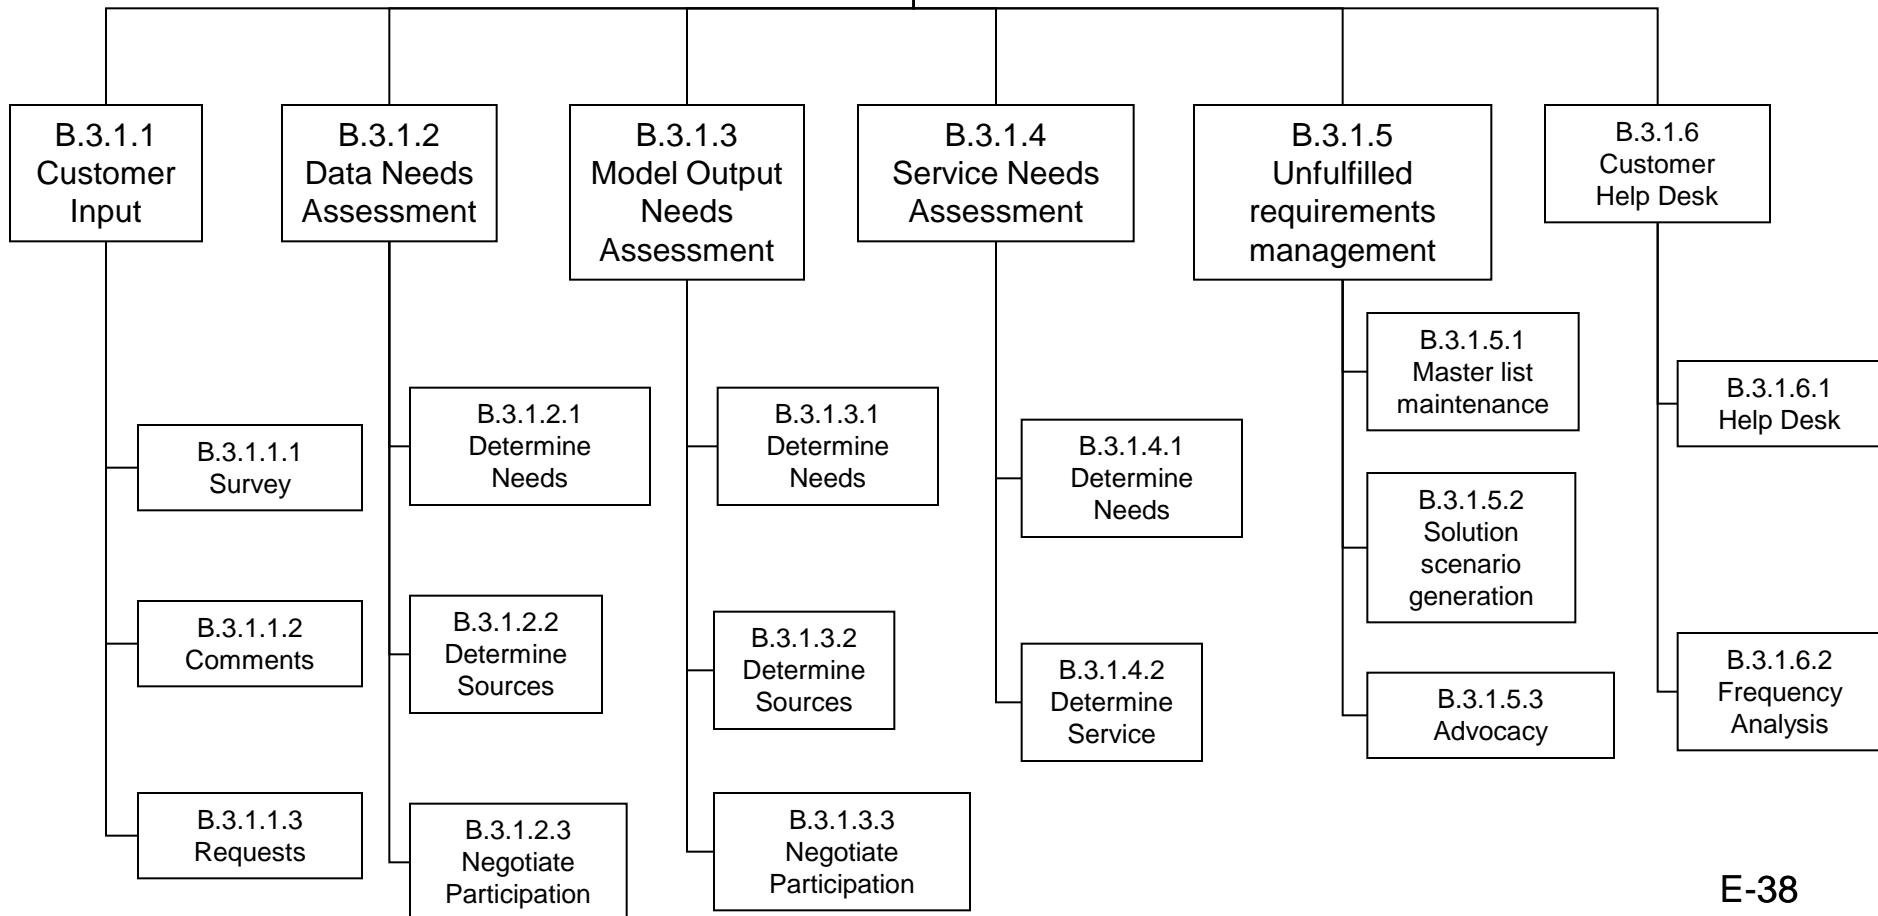 B.3.1.1
Customer
Input
B.3.1.2
Data Needs
Assessment
B.3.1.3
Model Output
Needs
Assessment
B.3.1.4
Service Needs
Assessment
B.3.1.5
Unfulfilled
requirements
management
B.3.1.6
Customer
Help Desk
B.3.1.1.1
Survey
B.3.1.1.2
Comments
B.3.1.1.3
Requests
B.3.1.2.1
Determine
Needs
B.3.1.2.2
Determine
Sources
B.3.1.2.3
Negotiate
Participation
B.3.1.3.1
Determine
Needs
B.3.1.3.2
Determine
Sources
B.3.1.3.3
Negotiate
Participation
B.3.1.4.1
Determine
Needs
B.3.1.4.2
Determine
Service
B.3.1.5.1
Master list
maintenance
B.3.1.5.2
Solution
scenario
generation
B.3.1.5.3
Advocacy
B.3.1.6.1
Help Desk
B.3.1.6.2
Frequency
Analysis
E-38